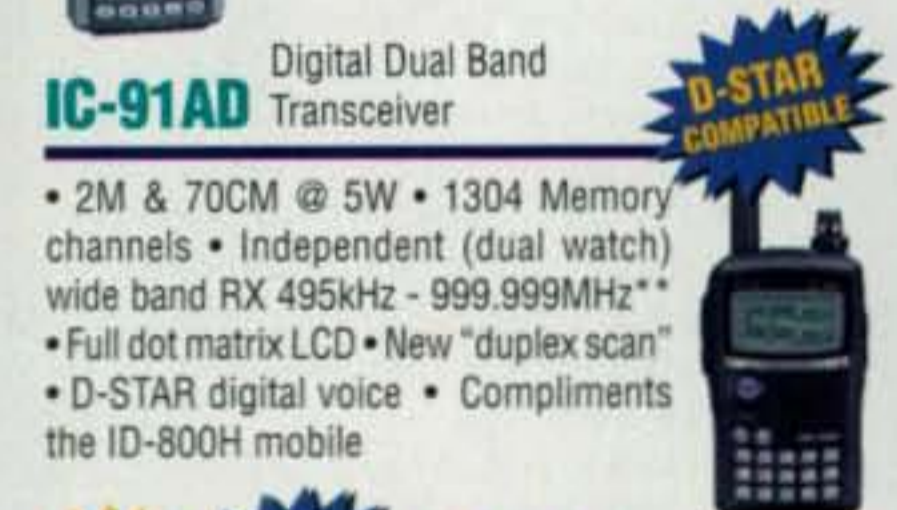 IC-91AD Digital Dual Band
Transceiver
D-STAR
COMPATIBLE
• 2M & 70CM @ 5W • 1304 Memory
channels • Independent (dual watch)
wide band RX 495kHz - 999.999MHz**
• Full dot matrix LCD • New "duplex scan"
• D-STAR digital voice • Compliments
the ID-800H mobile